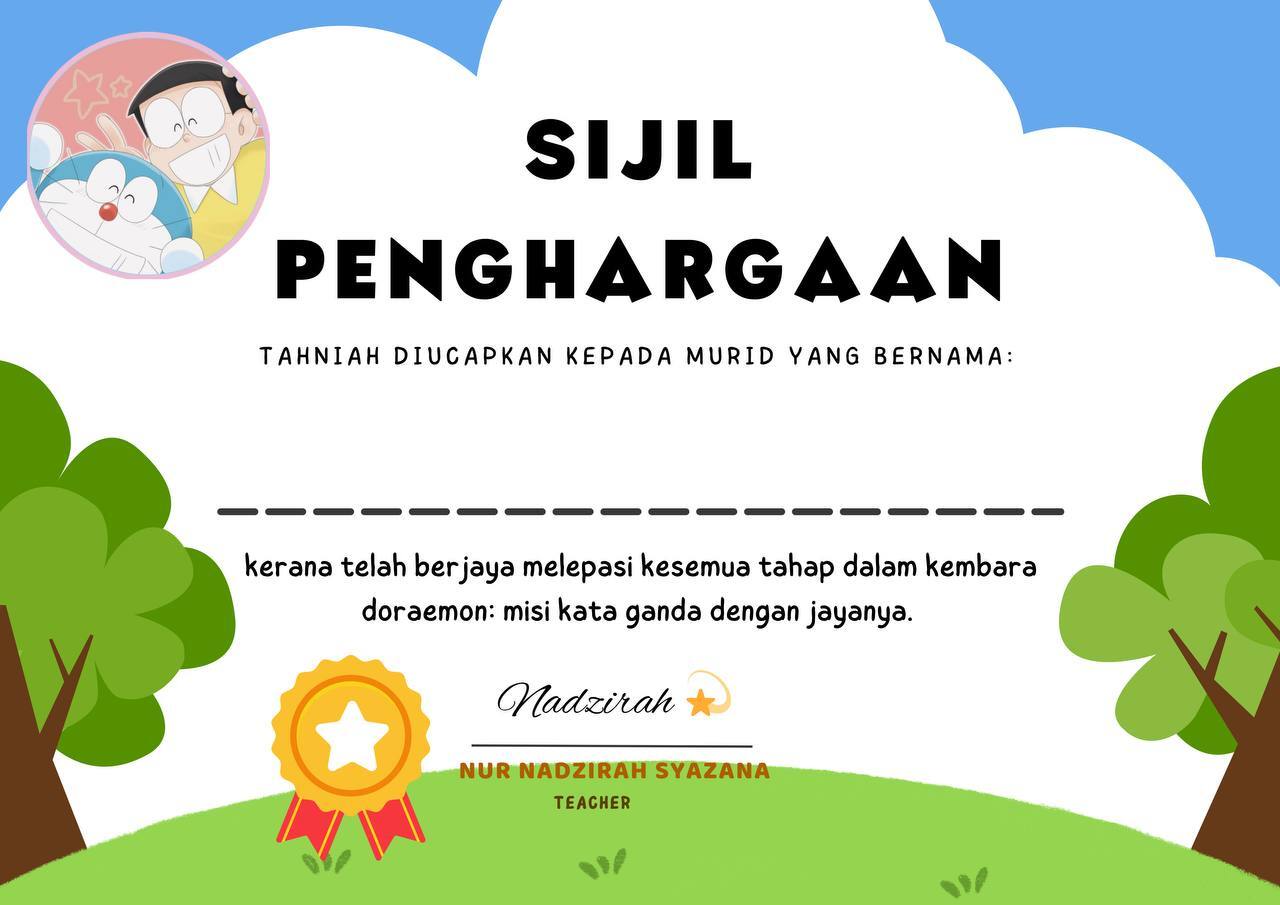 SIJIL
PENGHARGAAN
TAHNIAH DIUCAPKAN KEPADA MURID YANG BERNAMA:
kerana telah berjaya melepasi kesemua tahap dalam kembara
doraemon: misi kata ganda dengan jayanya.
Nadzirah
NUR NADZIRAH SYAZANA
TEACHER